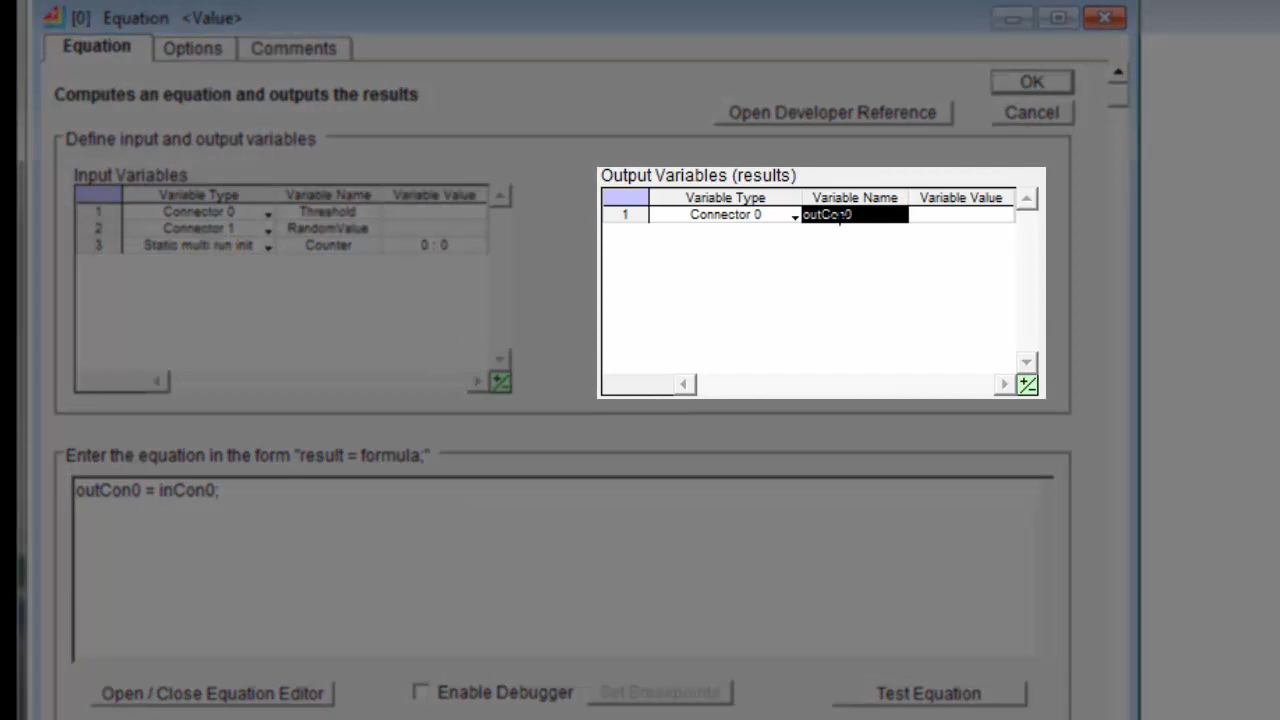 [0] Equation <Value>
Equation Options Comments
Computes an equation and outputs the results
OK
Open Developer Reference
Cancel
Define input and output variables
Input Variables
Variable Type Variable Name Variable Value
1 Connector 0 Threshold
2 Connector 1 RandomValue
3 Static multi run init Counter 0 : 0
Output Variables (results)
Variable Type Variable Name Variable Value
1 Connector 0 outCon0
Enter the equation in the form "result = formula;"
outCon0 = inCon0;
Open / Close Equation Editor
Enable Debugger
Set Breakpoints
Test Equation